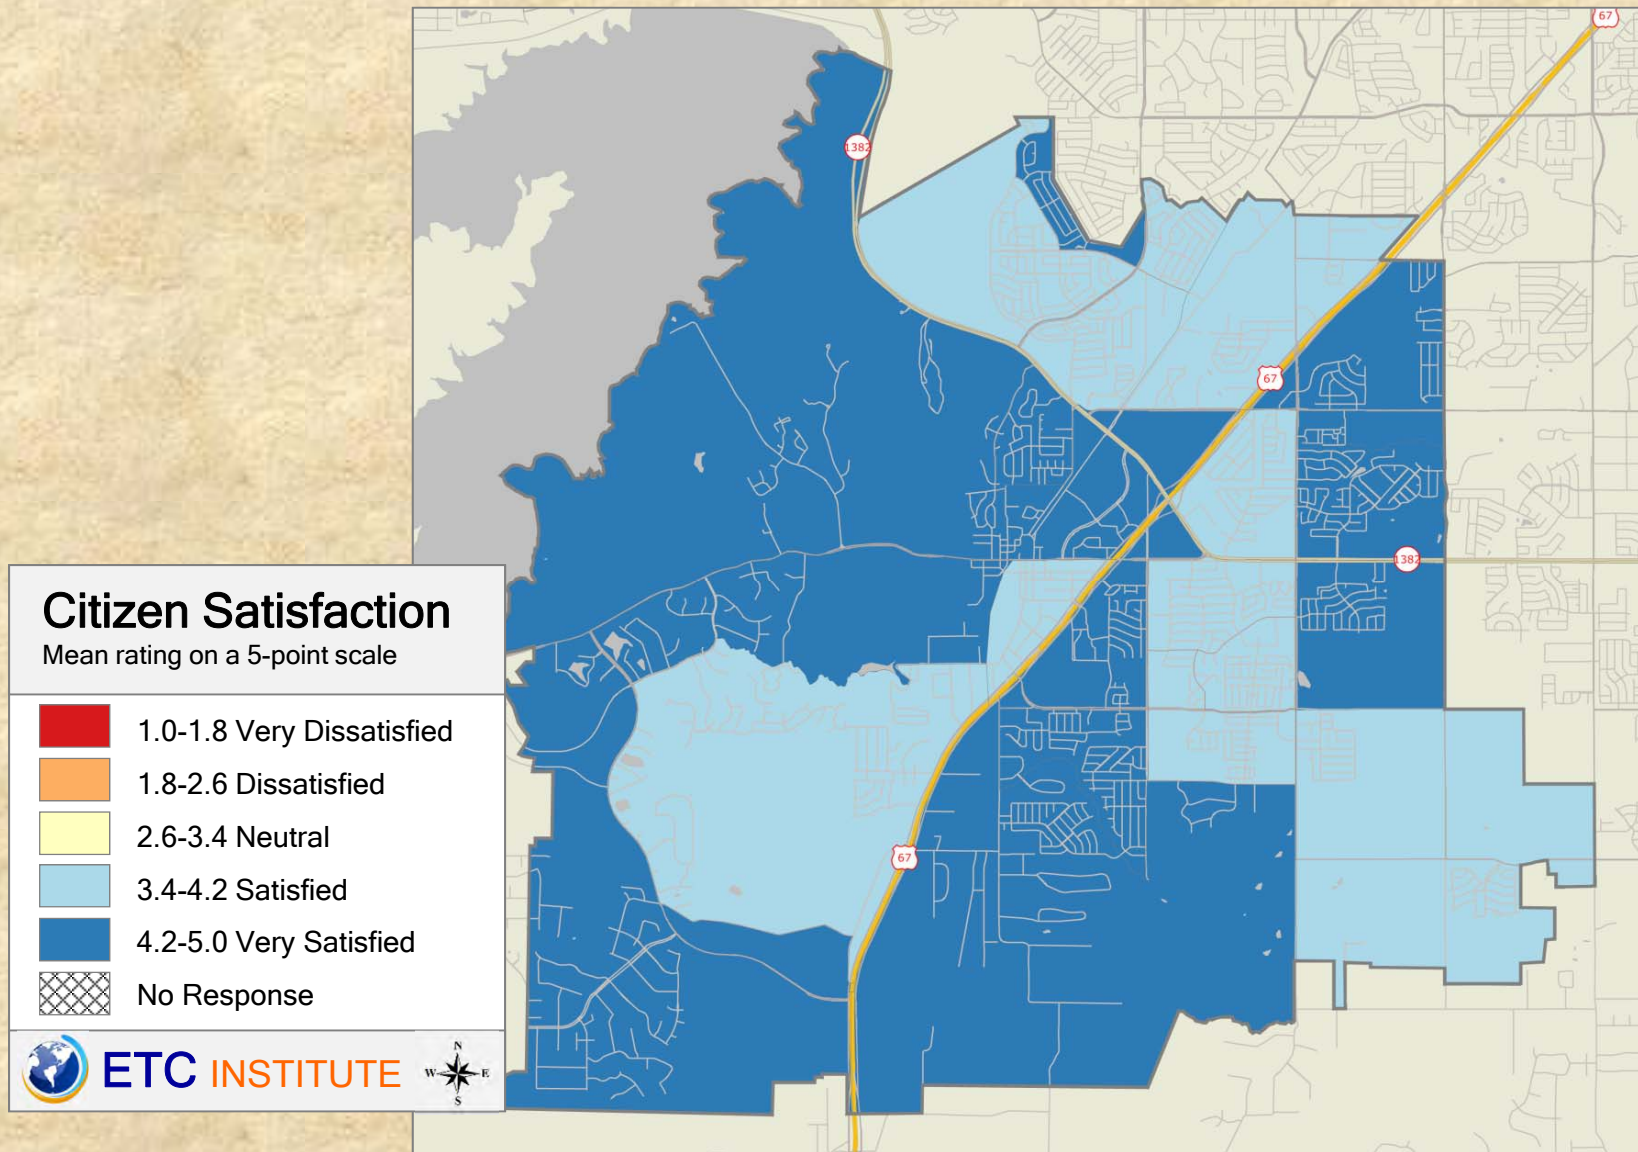 67
1382
67
1382
Citizen Satisfaction
Mean rating on a 5-point scale
1.0-1.8 Very Dissatisfied
1.8-2.6 Dissatisfied
2.6-3.4 Neutral
3.4-4.2 Satisfied
67
4.2-5.0 Very Satisfied
No Response
ETC INSTITUTE
N
W E
S